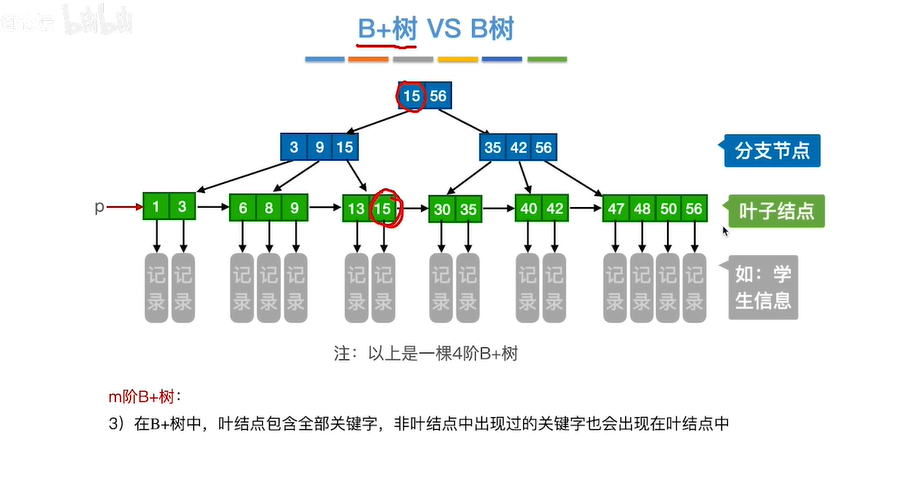 bilibili
B+树 VS B树
15 56
3 9 15
35 42 56
分支节点
p
1 3
6 8 9
13 15
30 35
40 42
47 48 50 56
叶子结点
记录 记录
记录 记录 记录
记录 记录
记录 记录
记录 记录
记录 记录 记录 记录
如：学
生信息
注：以上是一棵4阶B+树
m阶B+树：
3）在B+树中，叶结点包含全部关键字，非叶结点中出现过的关键字也会出现在叶结点中